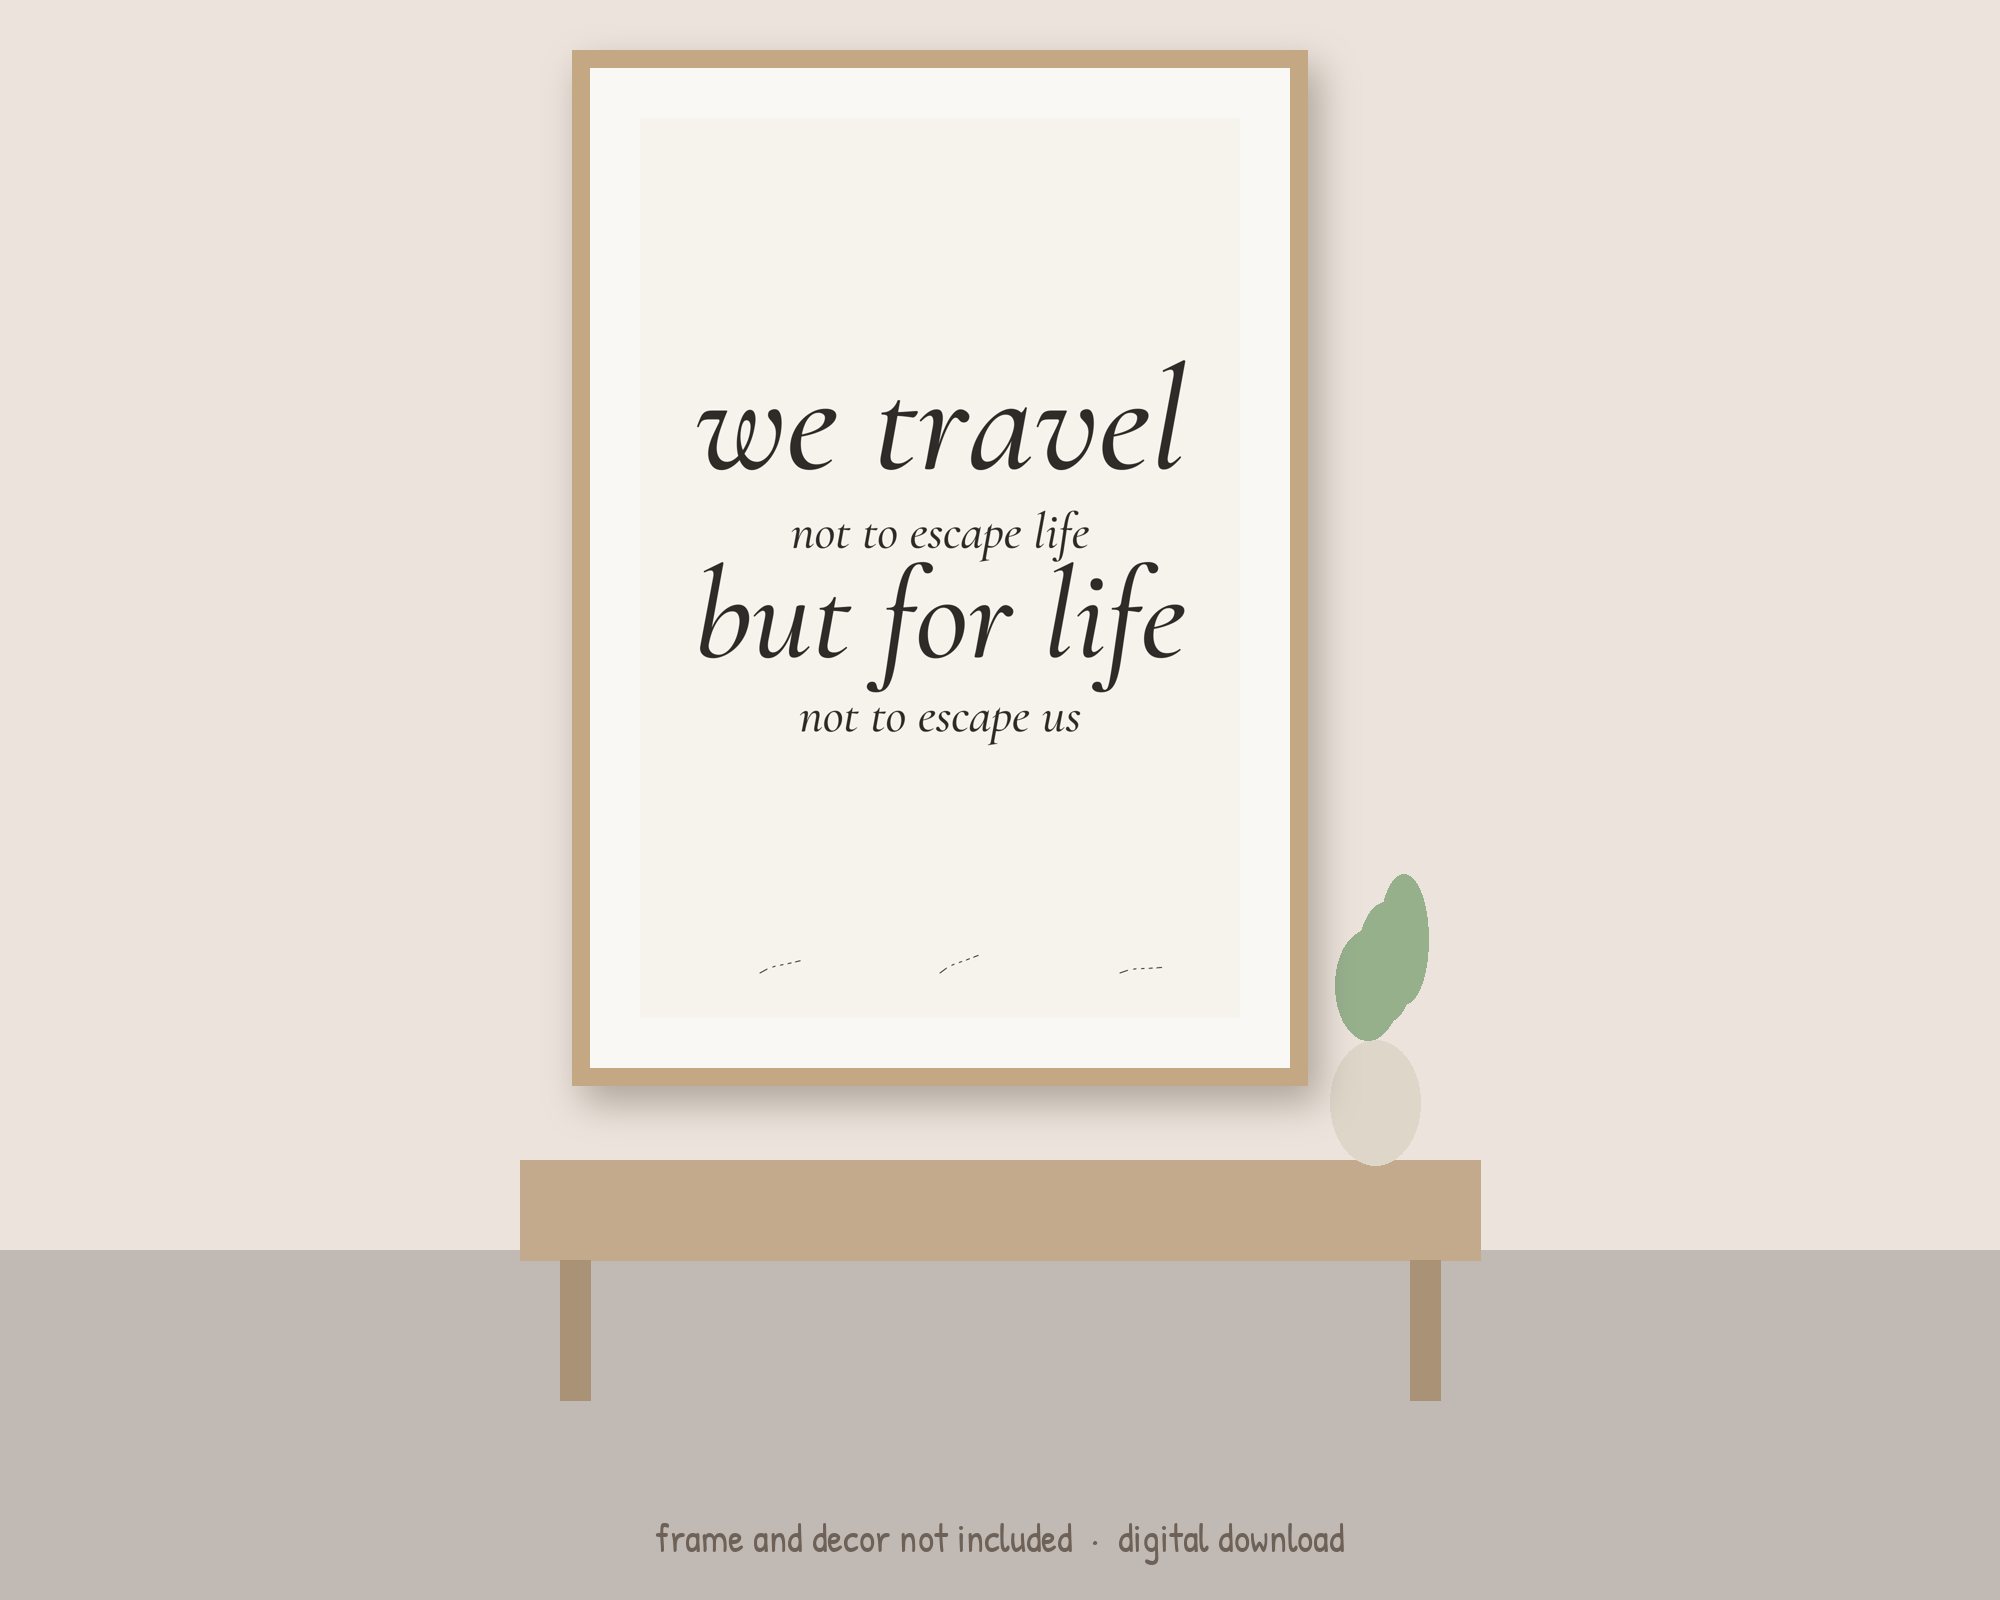 we travel
not to escape life
but for life
not to escape us
frame and decor not included · digital download